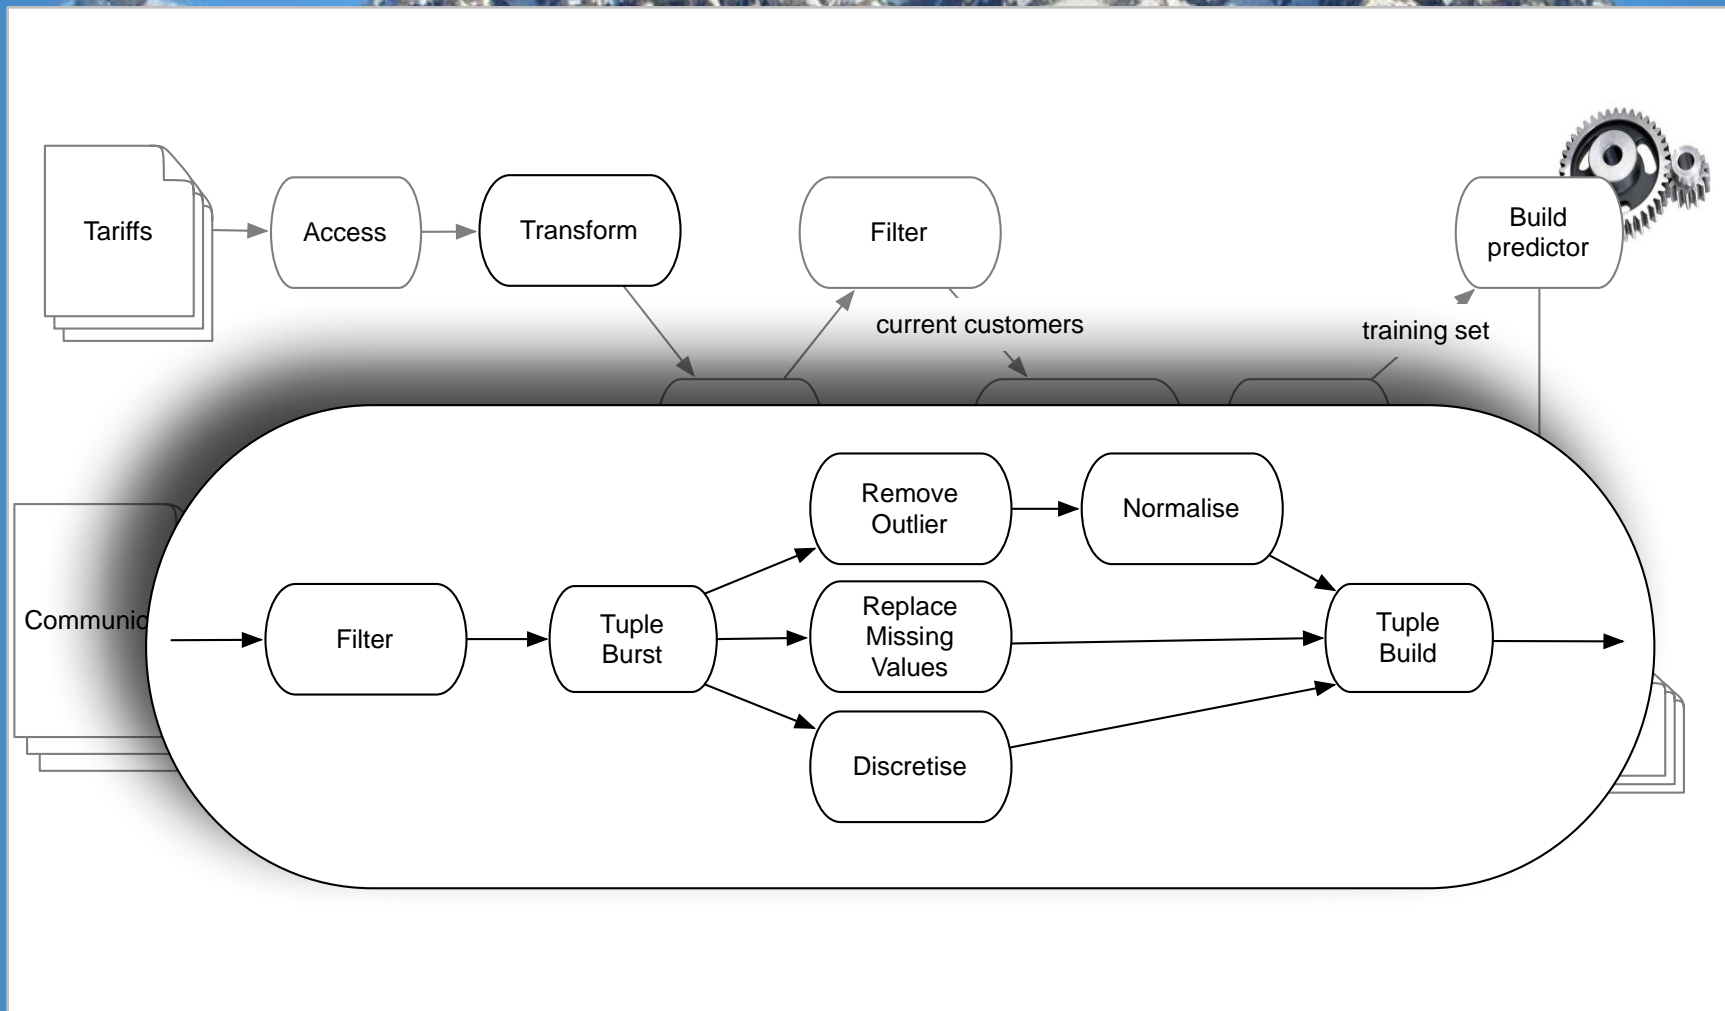 Tariffs
Access
Transform
Filter
Build
predictor
current customers
training set
Remove
Outlier
Normalise
Communic
Filter
Tuple
Burst
Replace
Missing
Values
Tuple
Build
Discretise